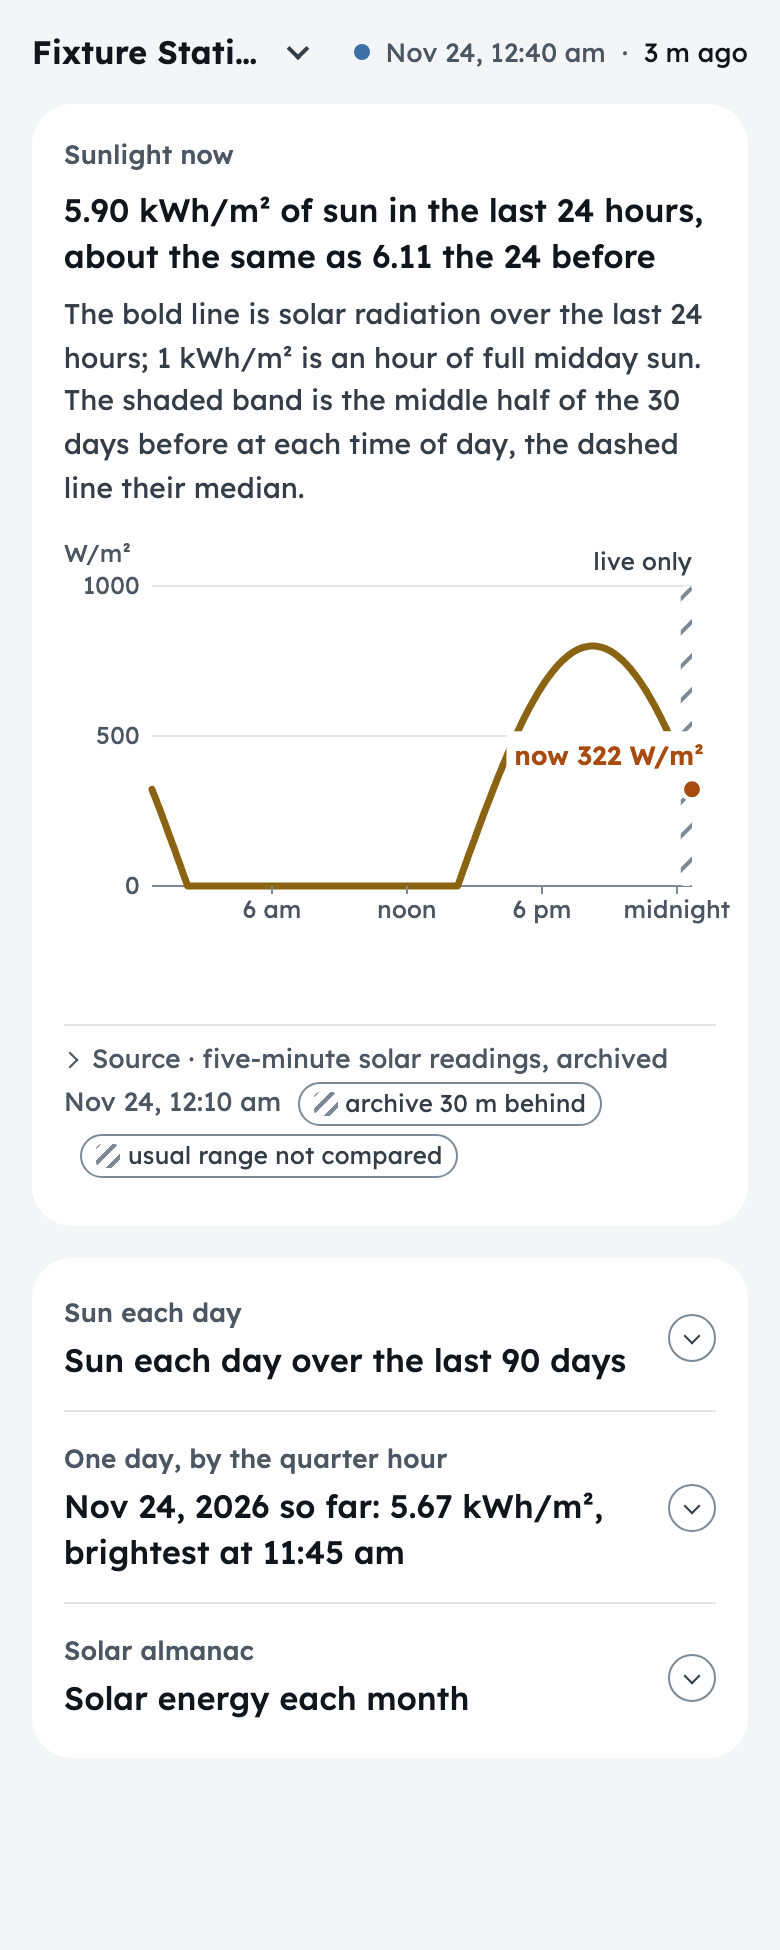 Fixture Stati...
Nov 24, 12:40 am · 3 m ago
Sunlight now
5.90 kWh/m² of sun in the last 24 hours,
about the same as 6.11 the 24 before
The bold line is solar radiation over the last 24
hours; 1 kWh/m² is an hour of full midday sun.
The shaded band is the middle half of the 30
days before at each time of day, the dashed
line their median.
W/m²
live only
1000
500
now 322 W/m²
0
6 am noon 6 pm midnight
Source · five-minute solar readings, archived
Nov 24, 12:10 am archive 30 m behind
usual range not compared
Sun each day
Sun each day over the last 90 days
One day, by the quarter hour
Nov 24, 2026 so far: 5.67 kWh/m²,
brightest at 11:45 am
Solar almanac
Solar energy each month